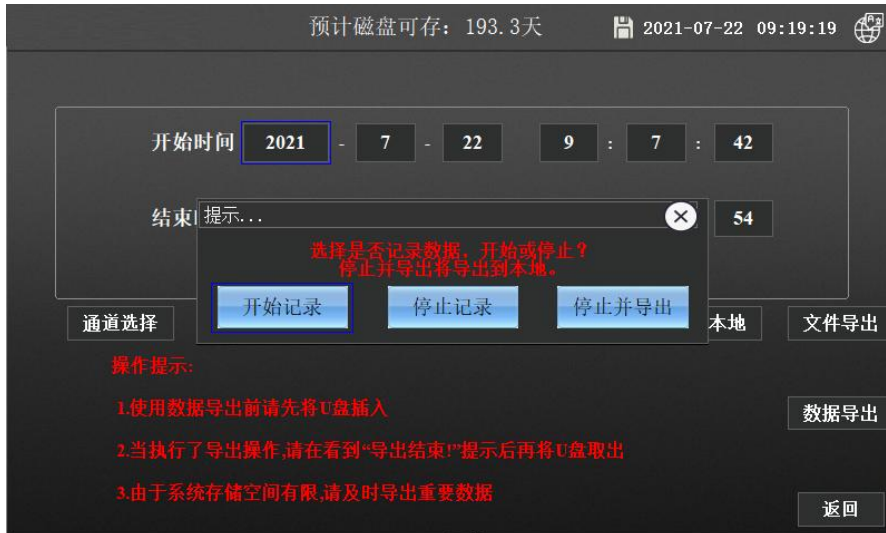 预计磁盘可存: 193.3天 2021-07-22 09:19:19
开始时间 2021 - 7 - 22 9 : 7 : 42
结束 54
提示...
选择是否记录数据,开始或停止?
停止并导出将导出到本地。
开始记录 停止记录 停止并导出
通道选择 本地 文件导出
操作提示:
1.使用数据导出前请先将U盘插入
数据导出
2.当执行了导出操作,请在看到“导出结束!”提示后再将U盘取出
3.由于系统存储空间有限,请及时导出重要数据
返回